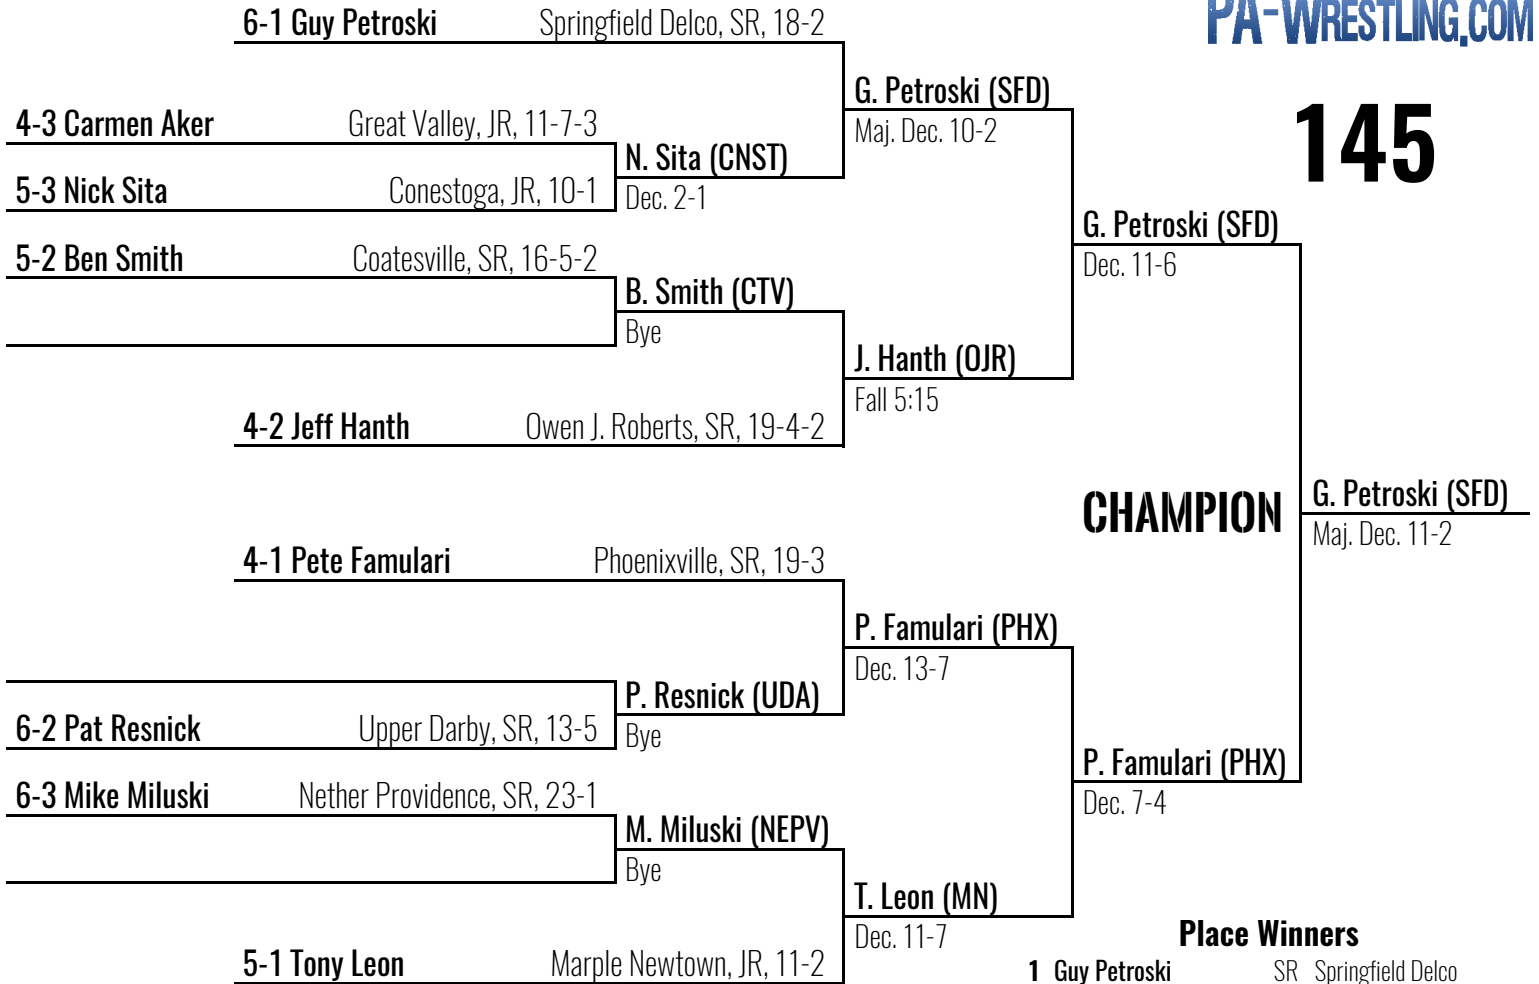 PA-WRESTLING.COM
145
6-1 Guy Petroski Springfield Delco, SR, 18-2
G. Petroski (SFD)
Maj. Dec. 10-2
4-3 Carmen Aker Great Valley, JR, 11-7-3
N. Sita (CNST)
Dec. 2-1
5-3 Nick Sita Conestoga, JR, 10-1
G. Petroski (SFD)
Dec. 11-6
5-2 Ben Smith Coatesville, SR, 16-5-2
B. Smith (CTV)
Bye
J. Hanth (OJR)
Fall 5:15
4-2 Jeff Hanth Owen J. Roberts, SR, 19-4-2
CHAMPION
G. Petroski (SFD)
Maj. Dec. 11-2
4-1 Pete Famulari Phoenixville, SR, 19-3
P. Famulari (PHX)
Dec. 13-7
P. Resnick (UDA)
Bye
6-2 Pat Resnick Upper Darby, SR, 13-5
P. Famulari (PHX)
Dec. 7-4
6-3 Mike Miluski Nether Providence, SR, 23-1
M. Miluski (NEPV)
Bye
T. Leon (MN)
Dec. 11-7
5-1 Tony Leon Marple Newtown, JR, 11-2
Place Winners
1 Guy Petroski SR Springfield Delco